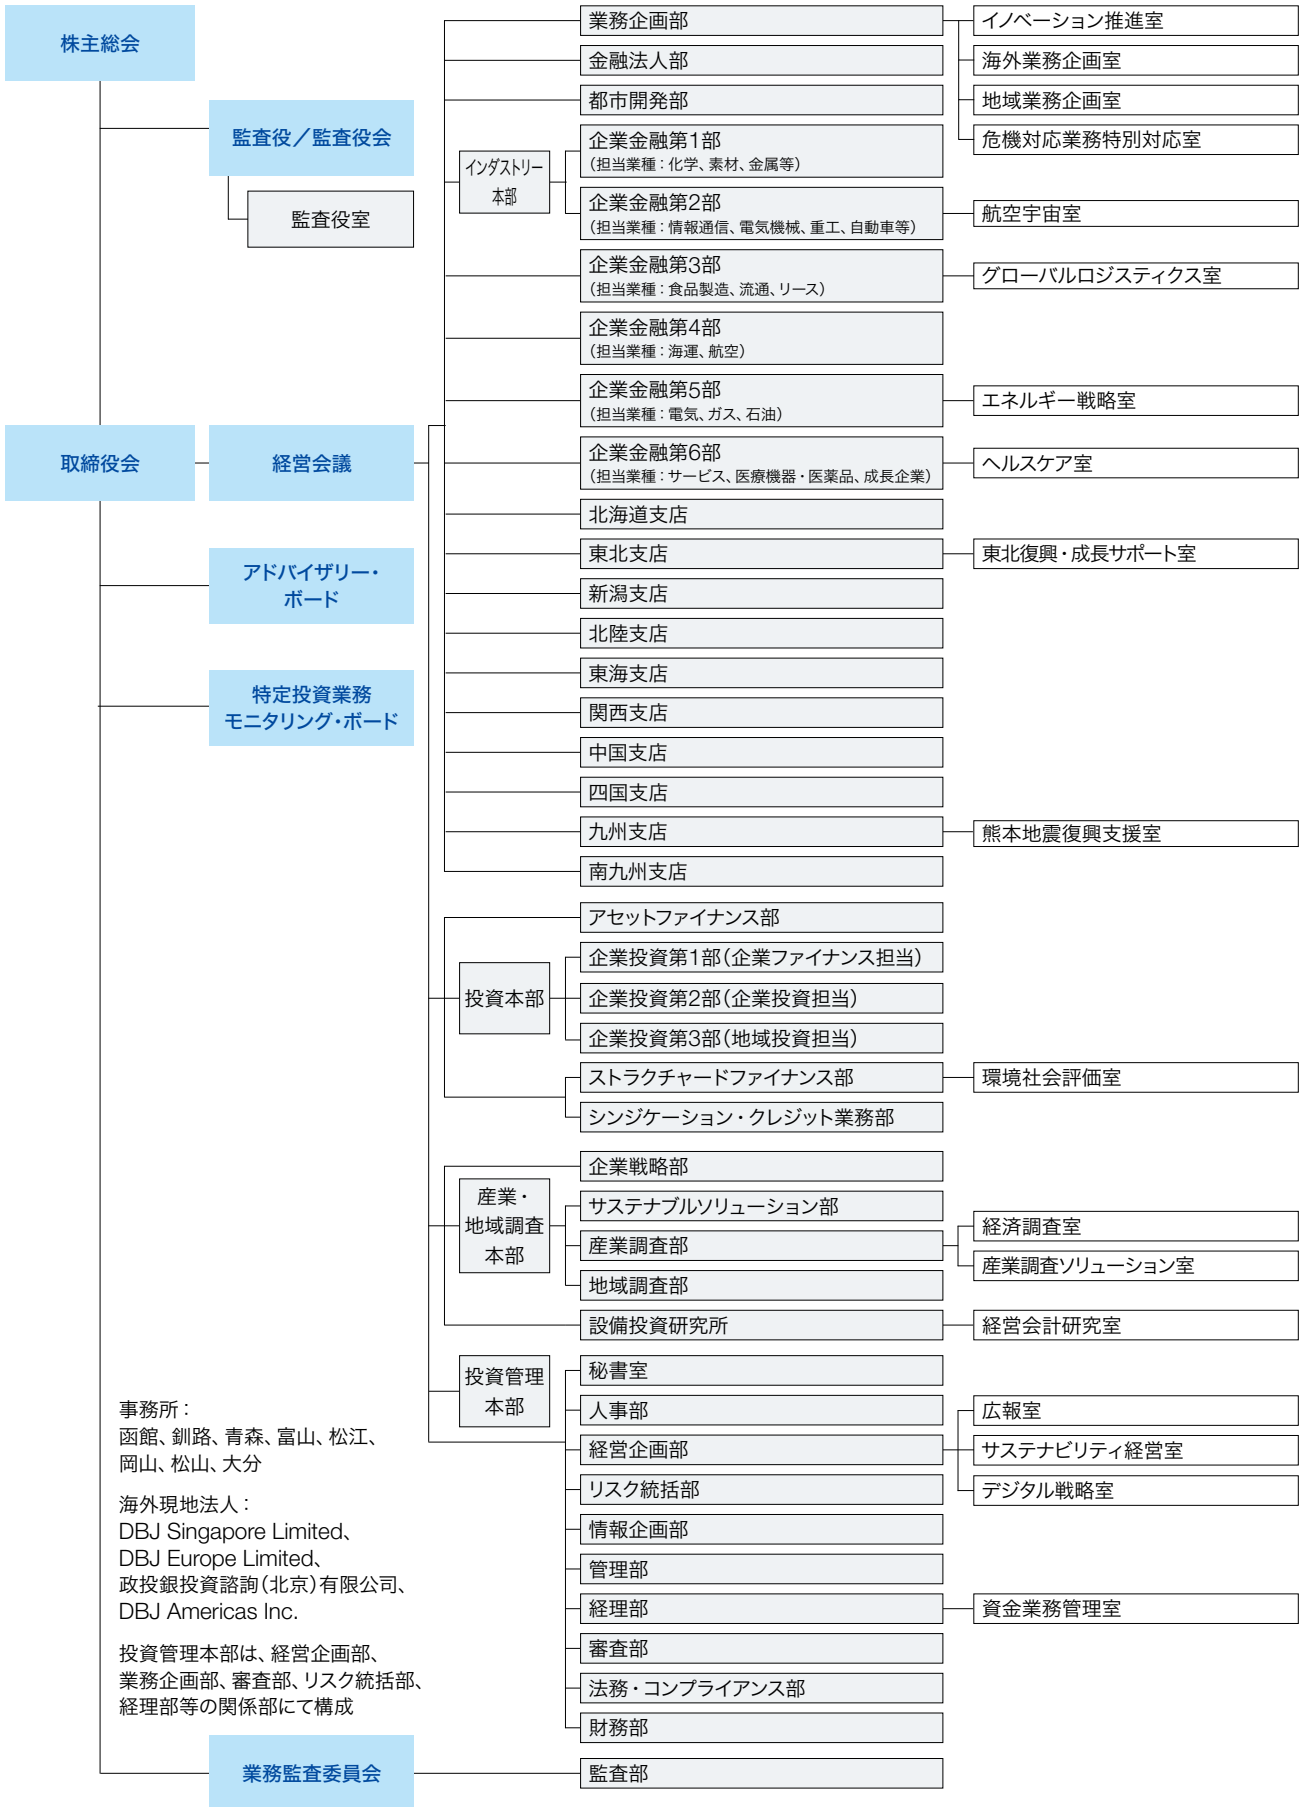 株主総会
監査役／監査役会
監査役室
取締役会
経営会議
アドバイザリー・
ボード
特定投資業務
モニタリング・ボード
業務企画部
イノベーション推進室
海外業務企画室
地域業務企画室
危機対応業務特別対応室
金融法人部
都市開発部
インダストリー
本部
企業金融第1部
（担当業種：化学、素材、金属等）
企業金融第2部
（担当業種：情報通信、電気機械、重工、自動車等）
航空宇宙室
企業金融第3部
（担当業種：食品製造、流通、リース）
グローバルロジスティクス室
企業金融第4部
（担当業種：海運、航空）
企業金融第5部
（担当業種：電気、ガス、石油）
エネルギー戦略室
企業金融第6部
（担当業種：サービス、医療機器・医薬品、成長企業）
ヘルスケア室
北海道支店
東北支店
東北復興・成長サポート室
新潟支店
北陸支店
東海支店
関西支店
中国支店
四国支店
九州支店
熊本地震復興支援室
南九州支店
アセットファイナンス部
投資本部
企業投資第1部（企業ファイナンス担当）
企業投資第2部（企業投資担当）
企業投資第3部（地域投資担当）
ストラクチャードファイナンス部
環境社会評価室
シンジケーション・クレジット業務部
企業戦略部
産業・
地域調査
本部
サステナブルソリューション部
産業調査部
経済調査室
産業調査ソリューション室
地域調査部
設備投資研究所
経営会計研究室
投資管理
本部
秘書室
人事部
経営企画部
広報室
サステナビリティ経営室
デジタル戦略室
リスク統括部
情報企画部
管理部
経理部
資金業務管理室
審査部
法務・コンプライアンス部
財務部
事務所：
函館、釧路、青森、富山、松江、
岡山、松山、大分
海外現地法人：
DBJ Singapore Limited、
DBJ Europe Limited、
政投銀投資諮詢（北京）有限公司、
DBJ Americas Inc.
投資管理本部は、経営企画部、
業務企画部、審査部、リスク統括部、
経理部等の関係部にて構成
業務監査委員会
監査部